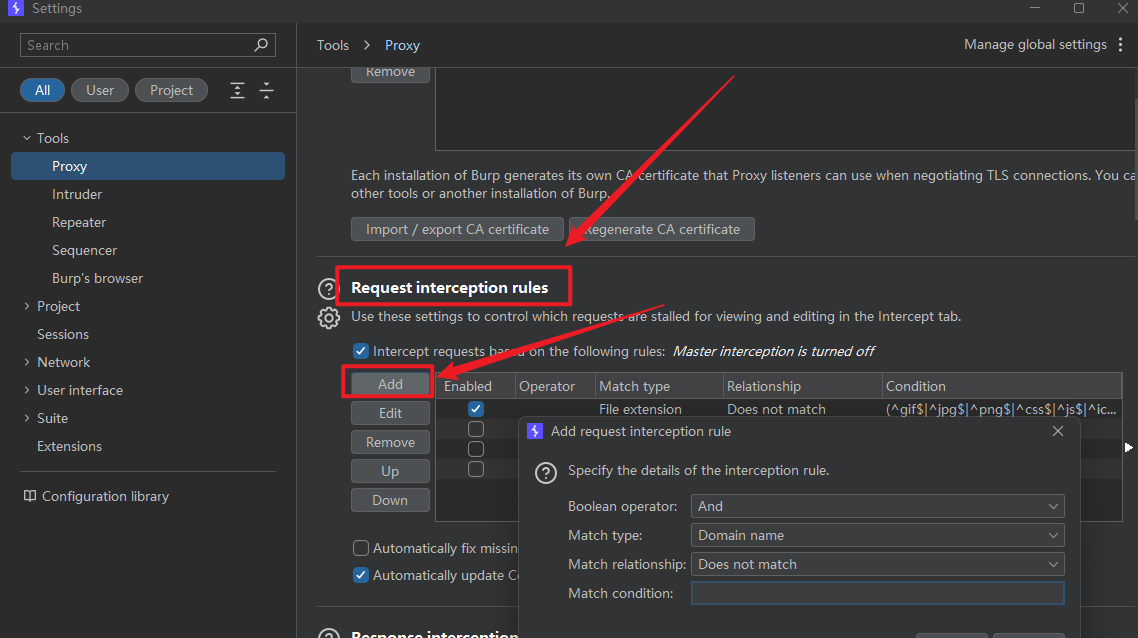 Settings
Search
Tools > Proxy
Manage global settings
All
User
Project
Tools
Proxy
Intruder
Repeater
Sequencer
Burp's browser
Project
Sessions
Network
User interface
Suite
Extensions
Configuration library
Remove
Each installation of Burp generates its own CA certificate that Proxy listeners can use when negotiating TLS connections. You ca
other tools or another installation of Burp.
Import / export CA certificate
Regenerate CA certificate
Request interception rules
Use these settings to control which requests are stalled for viewing and editing in the Intercept tab.
Intercept requests based on the following rules: Master interception is turned off
Add
Edit
Remove
Up
Down
Enabled Operator Match type Relationship Condition
File extension Does not match (^gif$|^jpg$|^png$|^css$|^js$|^ic...
Add request interception rule
Specify the details of the interception rule.
Boolean operator: And
Match type: Domain name
Match relationship: Does not match
Match condition:
Automatically fix missin
Automatically update Co
Response interception